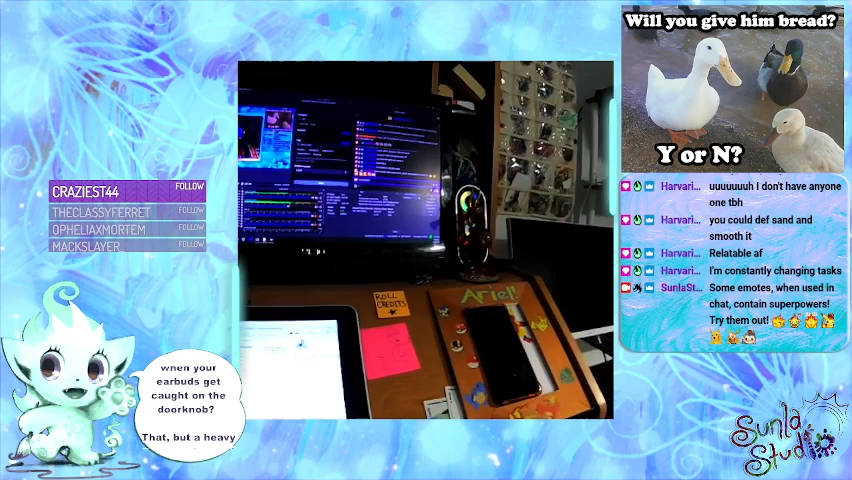 Will you give him bread?
Y or N?
CRAZIEST44 FOLLOW
THECLASSYFERRET FOLLOW
OPHELIAXMORTEM FOLLOW
MACKSLAYER FOLLOW
Harvari... uuuuuuuh I don't have anyone
one tbh
Harvari... you could def sand and
smooth it
Harvari... Relatable af
Harvari... I'm constantly changing tasks
SunlaSt... Some emotes, when used in
chat, contain superpowers!
Try them out!
ROLL
CREDITS
Ariel!
when your
earbuds get
caught on the
doorknob?
That, but a heavy
Sunla
Studio